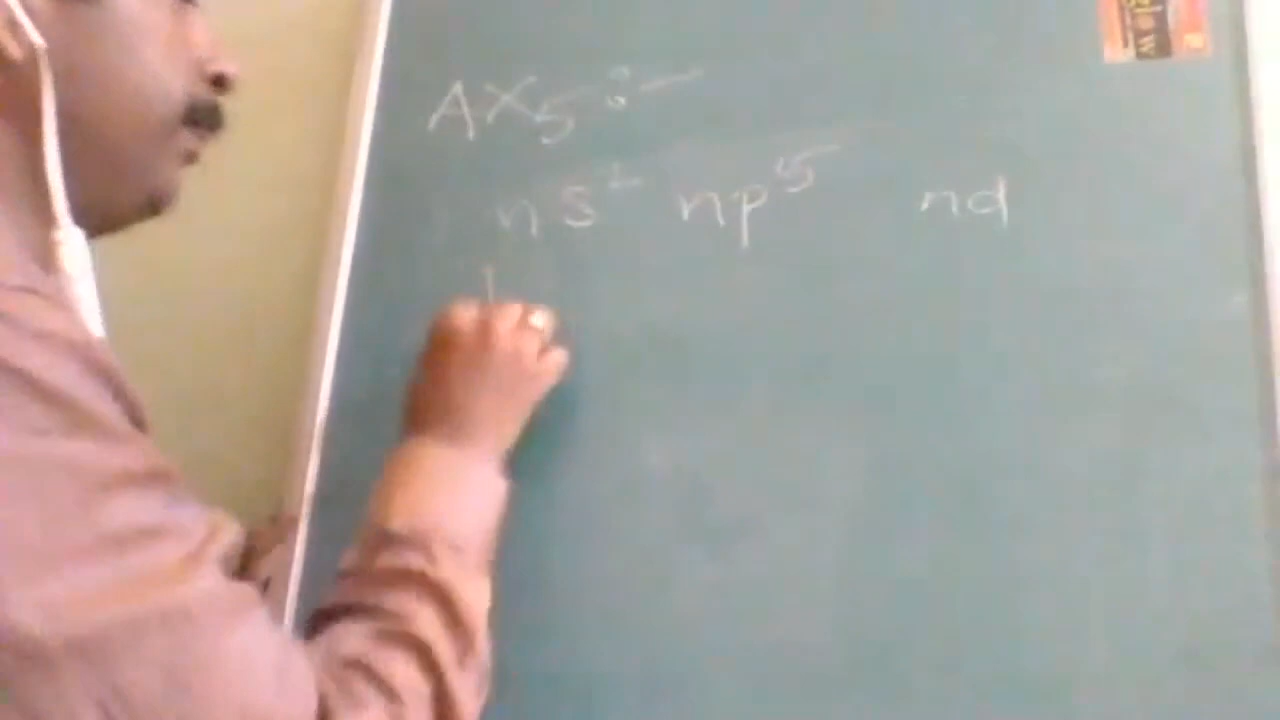 AX₅ :-
ns² np⁵ nd